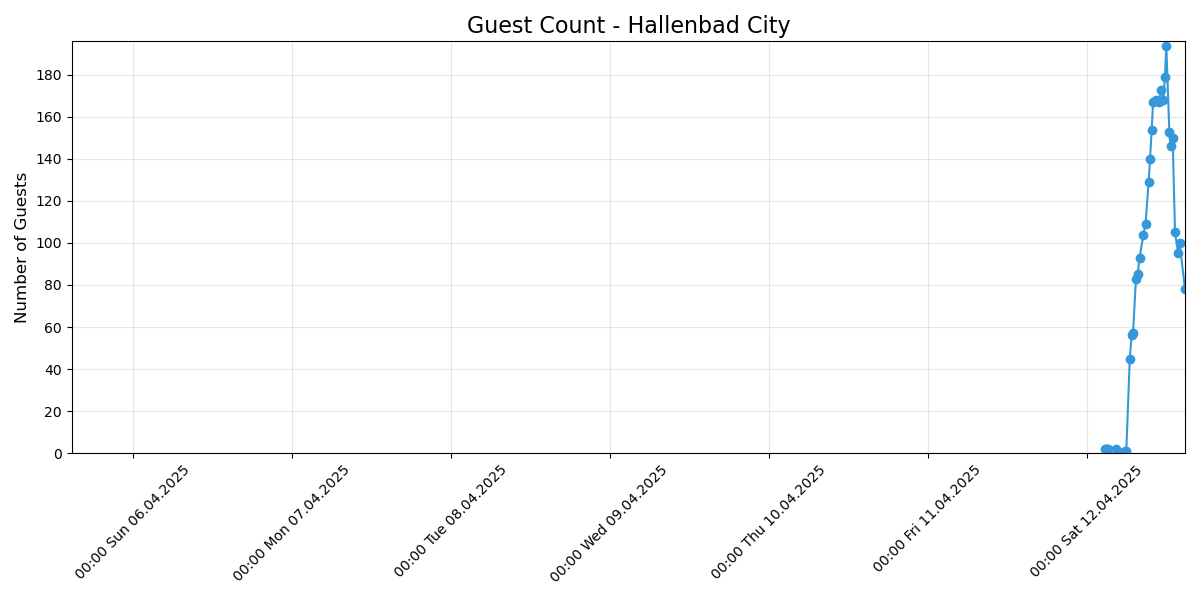 Guest Count - Hallenbad City
Number of Guests
180
160
140
120
100
80
60
40
20
0
00:00 Sun 06.04.2025
00:00 Mon 07.04.2025
00:00 Tue 08.04.2025
00:00 Wed 09.04.2025
00:00 Thu 10.04.2025
00:00 Fri 11.04.2025
00:00 Sat 12.04.2025